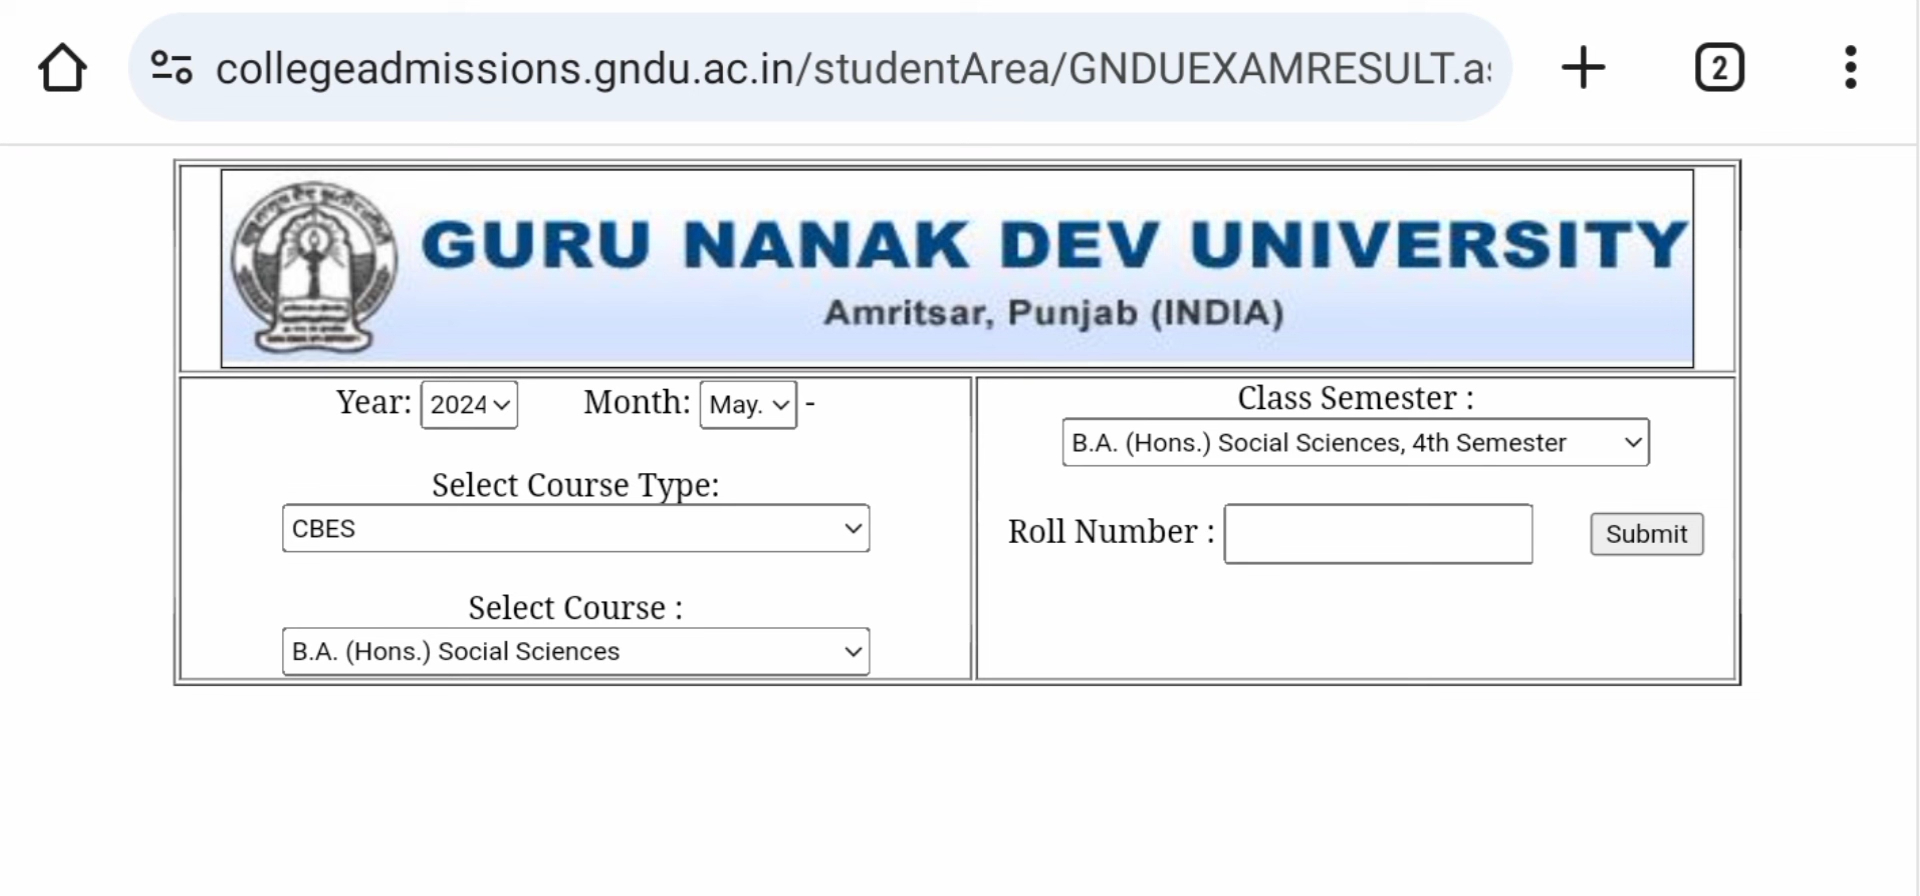 collegeadmissions.gndu.ac.in/studentArea/GNDUEXAMRESULT.as
2
GURU NANAK DEV UNIVERSITY
Amritsar, Punjab (INDIA)
Year: 2024 Month: May. -
Select Course Type:
CBES
Select Course :
B.A. (Hons.) Social Sciences
Class Semester :
B.A. (Hons.) Social Sciences, 4th Semester
Roll Number : Submit